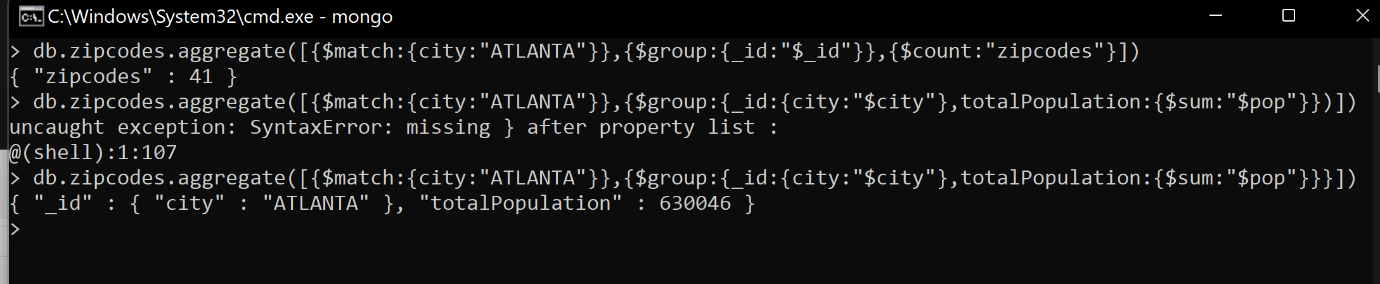 C:\Windows\System32\cmd.exe - mongo
> db.zipcodes.aggregate([{$match:{city:"ATLANTA"}},{$group:{_id:"$_id"}},{$count:"zipcodes"}])
{ "zipcodes" : 41 }
> db.zipcodes.aggregate([{$match:{city:"ATLANTA"}},{$group:{_id:{city:"$city"},totalPopulation:{$sum:"$pop"}})])
uncaught exception: SyntaxError: missing } after property list :
@(shell):1:107
> db.zipcodes.aggregate([{$match:{city:"ATLANTA"}},{$group:{_id:{city:"$city"},totalPopulation:{$sum:"$pop"}}}])
{ "_id" : { "city" : "ATLANTA" }, "totalPopulation" : 630046 }
>